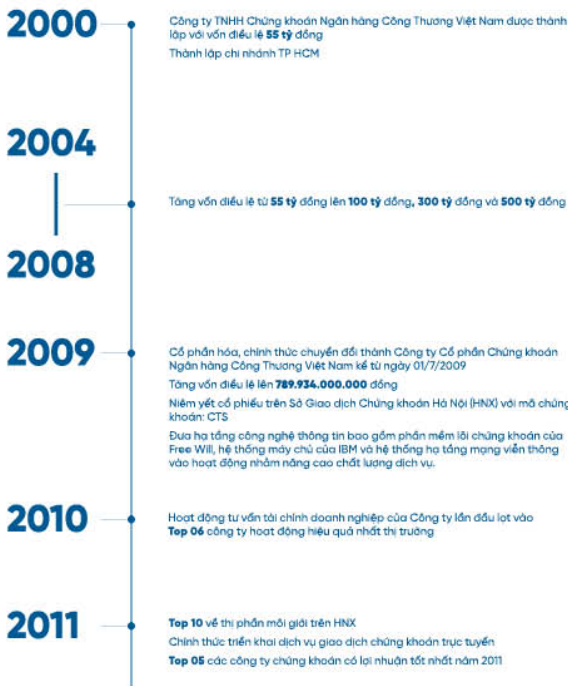 2000
Công ty TNHH Chứng khoán Ngân hàng Công Thương Việt Nam được thành
lập với vốn điều lệ 55 tỷ đồng
Thành lập chi nhánh TP HCM
2004
Tăng vốn điều lệ từ 55 tỷ đồng lên 100 tỷ đồng, 300 tỷ đồng và 500 tỷ đồng
2008
2009
Cổ phần hóa, chính thức chuyển đổi thành Công ty Cổ phần Chứng khoán
Ngân hàng Công Thương Việt Nam kể từ ngày 01/7/2009
Tăng vốn điều lệ lên 789.934.000.000 đồng
Niêm yết cổ phiếu trên Sở Giao dịch Chứng khoán Hà Nội (HNX) với mã chứng
khoán: CTS
Đưa hạ tầng công nghệ thông tin bao gồm phần mềm lõi chứng khoán của
Free Will, hệ thống máy chủ của IBM và hệ thống hạ tầng mạng viễn thông
vào hoạt động nhằm nâng cao chất lượng dịch vụ.
2010
Hoạt động tư vấn tài chính doanh nghiệp của Công ty lần đầu lọt vào
Top 06 công ty hoạt động hiệu quả nhất thị trường
2011
Top 10 về thị phần môi giới trên HNX
Chính thức triển khai dịch vụ giao dịch chứng khoán trực tuyến
Top 05 các công ty chứng khoán có lợi nhuận tốt nhất năm 2011